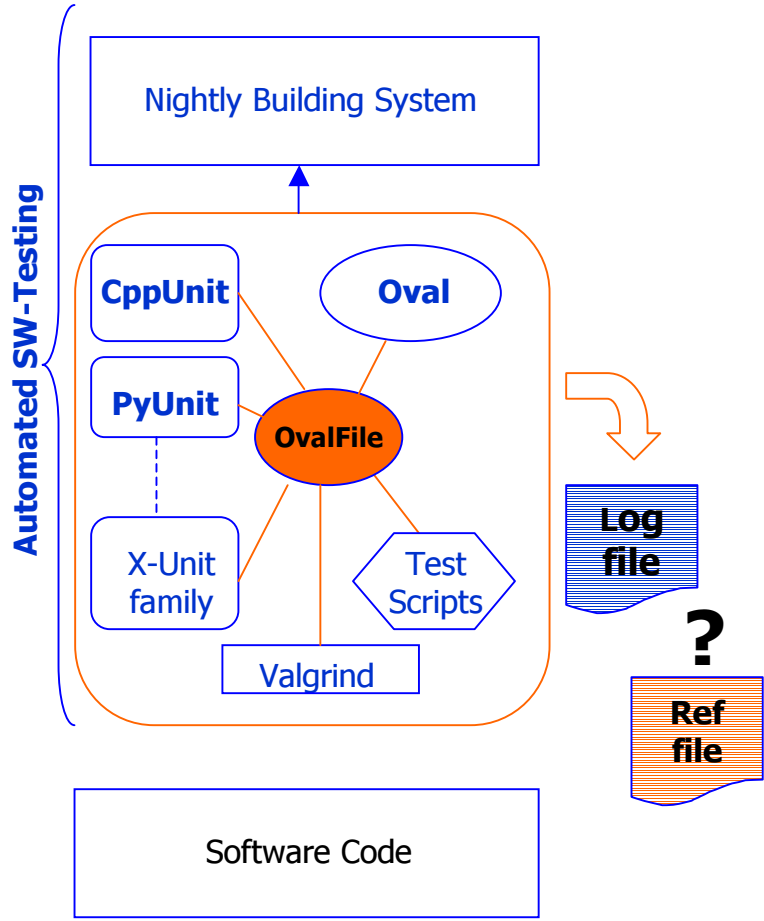 Automated SW-Testing
Nightly Building System
CppUnit
Oval
PyUnit
OvalFile
X-Unit
family
Test
Scripts
Valgrind
Log
file
?
Ref
file
Software Code